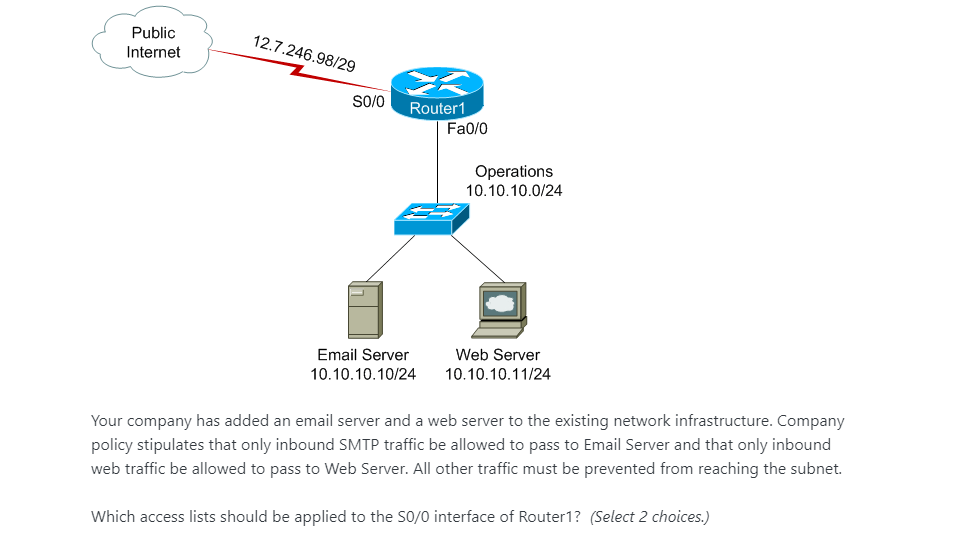 Public
Internet
12.7.246.98/29
S0/0
Router1
Fa0/0
Operations
10.10.10.0/24
Email Server
10.10.10.10/24
Web Server
10.10.10.11/24
Your company has added an email server and a web server to the existing network infrastructure. Company
policy stipulates that only inbound SMTP traffic be allowed to pass to Email Server and that only inbound
web traffic be allowed to pass to Web Server. All other traffic must be prevented from reaching the subnet.
Which access lists should be applied to the S0/0 interface of Router1? (Select 2 choices.)